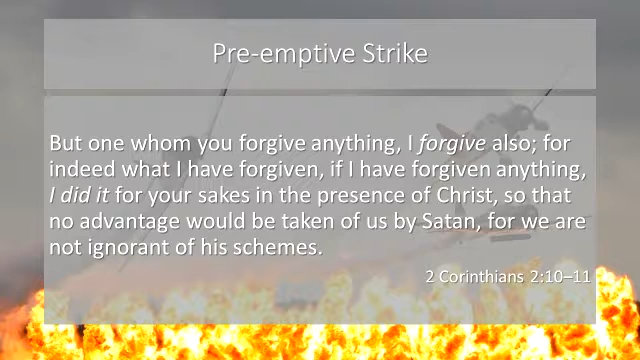 Pre-emptive Strike
But one whom you forgive anything, I forgive also; for
indeed what I have forgiven, if I have forgiven anything,
I did it for your sakes in the presence of Christ, so that
no advantage would be taken of us by Satan, for we are
not ignorant of his schemes.
2 Corinthians 2:10–11